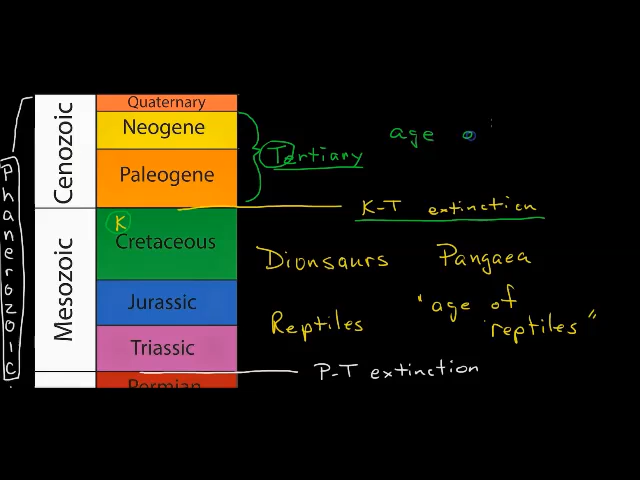 Quaternary
Neogene
Paleogene
Cenozoic
Tertiary
age o
K-T extinction
K
Cretaceous
Jurassic
Triassic
Mesozoic
Phanerozoic
Dionsaurs
Pangaea
Reptiles
"age of
reptiles"
P-T extinction
Permian